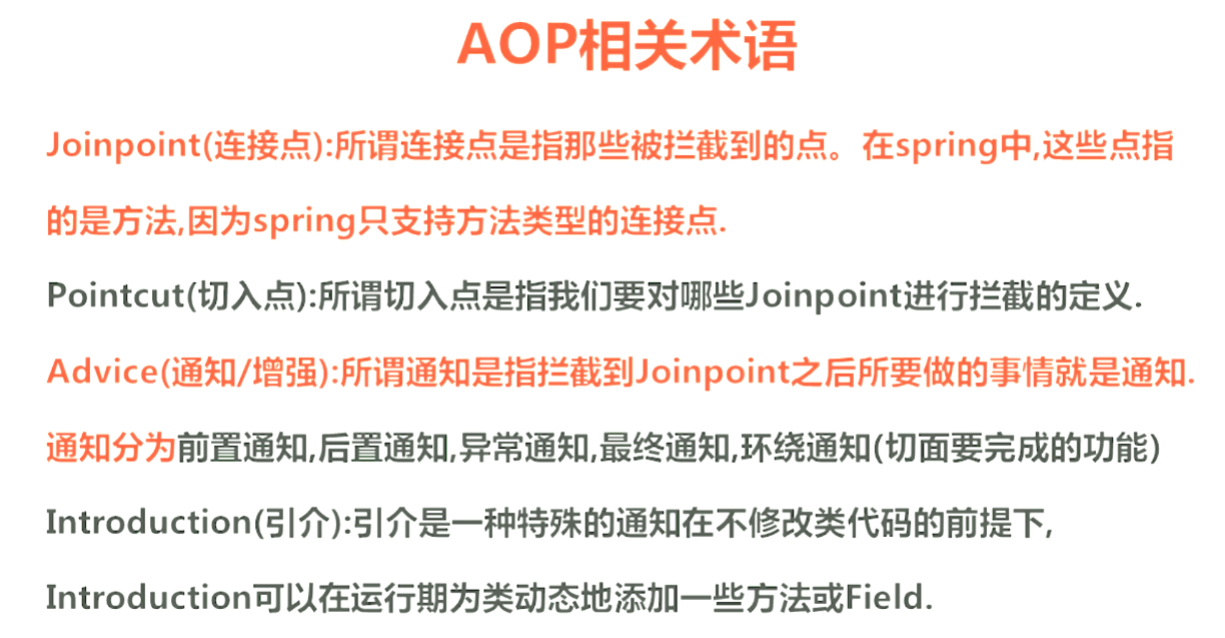 AOP相关术语
Joinpoint(连接点):所谓连接点是指那些被拦截到的点。在spring中,这些点指
的是方法,因为spring只支持方法类型的连接点.
Pointcut(切入点):所谓切入点是指我们要对哪些Joinpoint进行拦截的定义.
Advice(通知/增强):所谓通知是指拦截到Joinpoint之后所要做的事情就是通知.
通知分为前置通知,后置通知,异常通知,最终通知,环绕通知(切面要完成的功能)
Introduction(引介):引介是一种特殊的通知在不修改类代码的前提下,
Introduction可以在运行期为类动态地添加一些方法或Field.